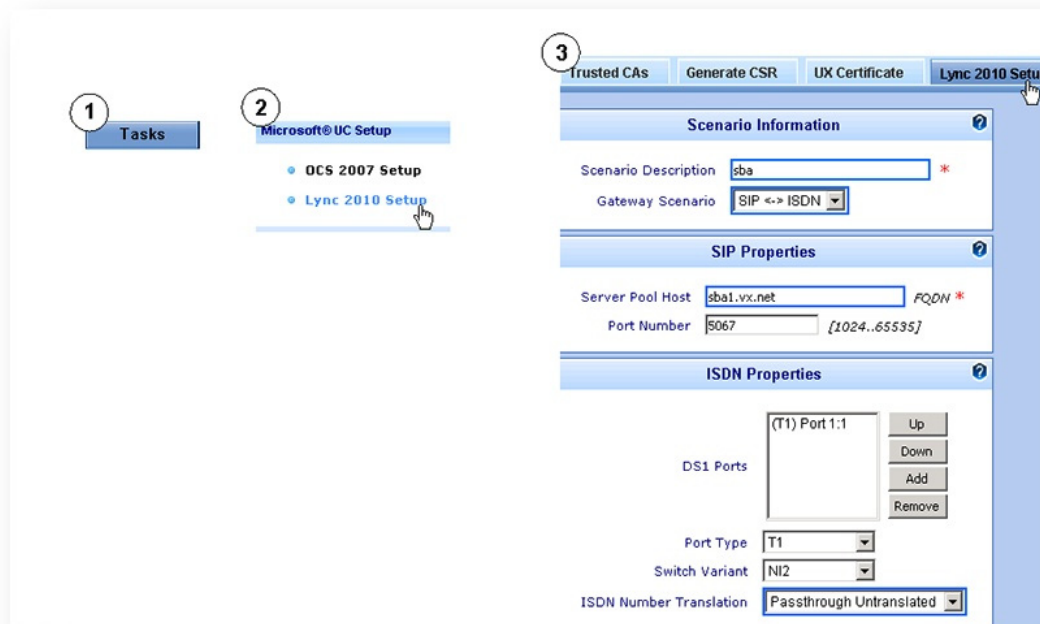 1
Tasks
2
Microsoft® UC Setup
OCS 2007 Setup
Lync 2010 Setup
3
Trusted CAs Generate CSR UX Certificate Lync 2010 Setu
Scenario Information
Scenario Description sba *
Gateway Scenario SIP <-> ISDN
SIP Properties
Server Pool Host sba1.vx.net FQDN *
Port Number 5067 [1024..65535]
ISDN Properties
DS1 Ports
(T1) Port 1:1
Up
Down
Add
Remove
Port Type T1
Switch Variant NI2
ISDN Number Translation Passthrough Untranslated